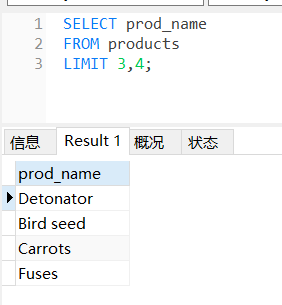 1 SELECT prod_name
2 FROM products
3 LIMIT 3,4;
信息 Result 1 概况 状态
prod_name
Detonator
Bird seed
Carrots
Fuses